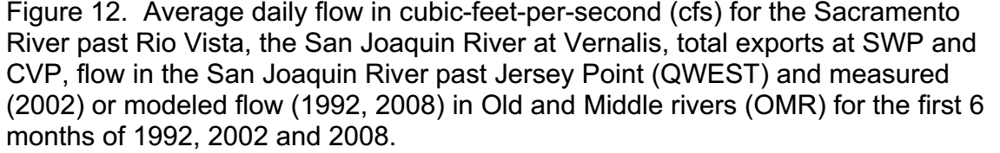 Figure 12.  Average daily flow in cubic-feet-per-second (cfs) for the Sacramento
River past Rio Vista, the San Joaquin River at Vernalis, total exports at SWP and
CVP, flow in the San Joaquin River past Jersey Point (QWEST) and measured
(2002) or modeled flow (1992, 2008) in Old and Middle rivers (OMR) for the first 6
months of 1992, 2002 and 2008.